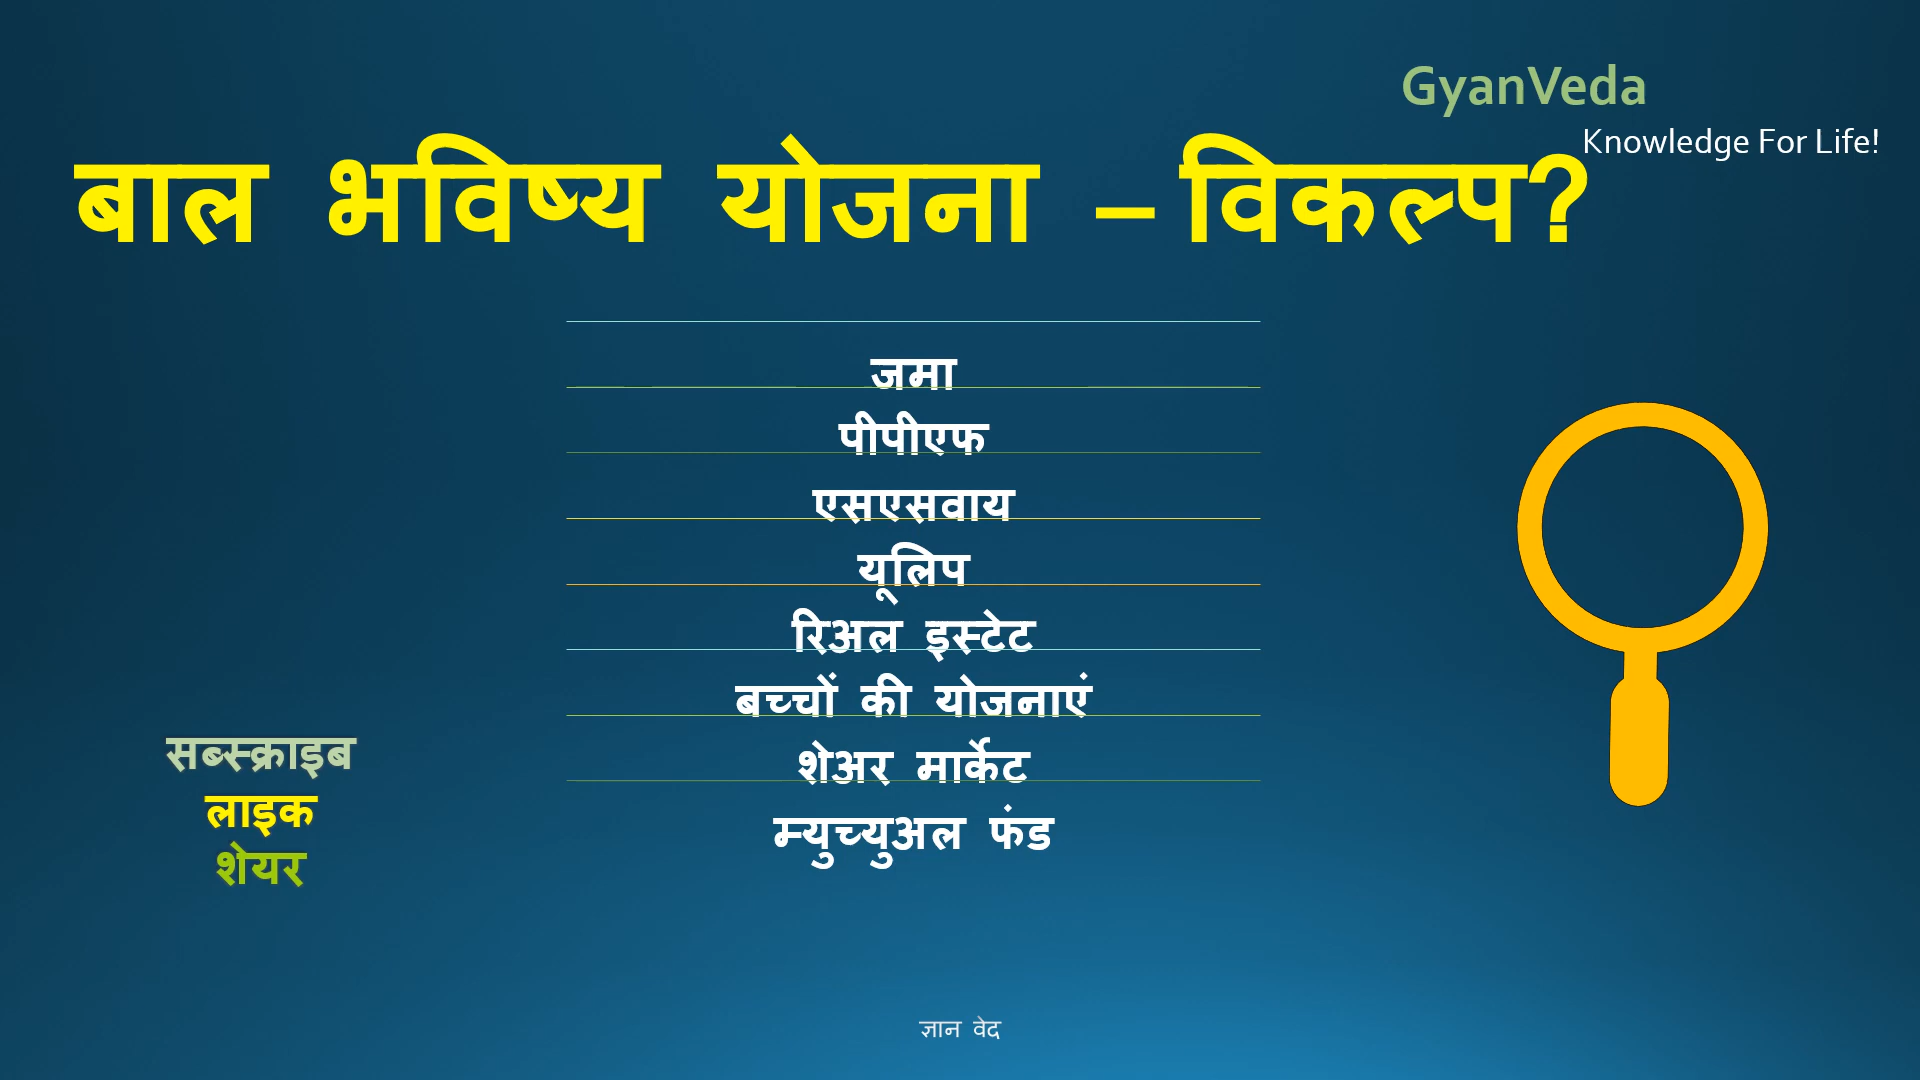 GyanVeda
Knowledge For Life!
बाल भविष्य योजना – विकल्प?
जमा
पीपीएफ
एसएसवाय
यूलिप
रिअल इस्टेट
बच्चों की योजनाएं
शेअर मार्केट
म्युच्युअल फंड
सब्स्क्राइब
लाइक
शेयर
ज्ञान वेद